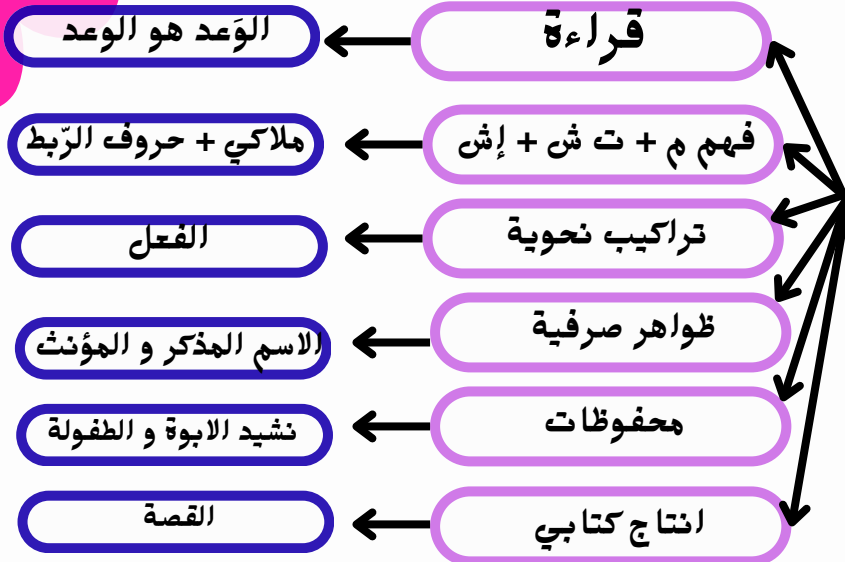 قراءة
الوَعد هو الوعد
فهم م + ت ش + إش
ملاكي + حروف الرّبط
تراكيب نحوية
الفعل
ظواهر صرفية
الاسم المذكر و المؤنث
محفوظات
نشيد الابوة و الطفولة
انتاج كتابي
القصة